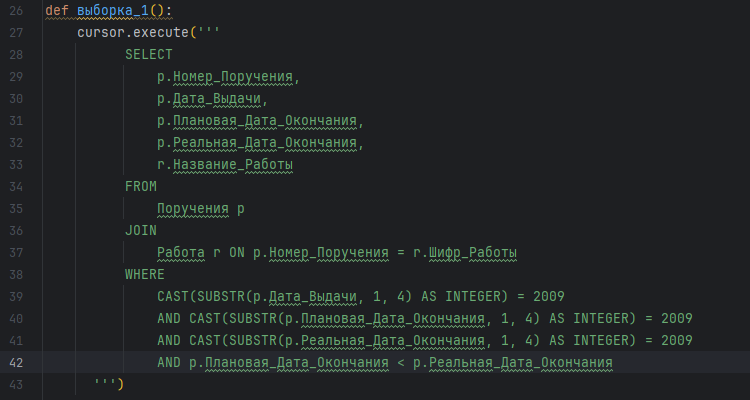 26 def выборка_1():
27 cursor.execute('''
28 SELECT
29 p.Номер_Поручения,
30 p.Дата_Выдачи,
31 p.Плановая_Дата_Окончания,
32 p.Реальная_Дата_Окончания,
33 r.Название_Работы
34 FROM
35 Поручения p
36 JOIN
37 Работа r ON p.Номер_Поручения = r.Шифр_Работы
38 WHERE
39 CAST(SUBSTR(p.Дата_Выдачи, 1, 4) AS INTEGER) = 2009
40 AND CAST(SUBSTR(p.Плановая_Дата_Окончания, 1, 4) AS INTEGER) = 2009
41 AND CAST(SUBSTR(p.Реальная_Дата_Окончания, 1, 4) AS INTEGER) = 2009
42 AND p.Плановая_Дата_Окончания < p.Реальная_Дата_Окончания
43 ''')